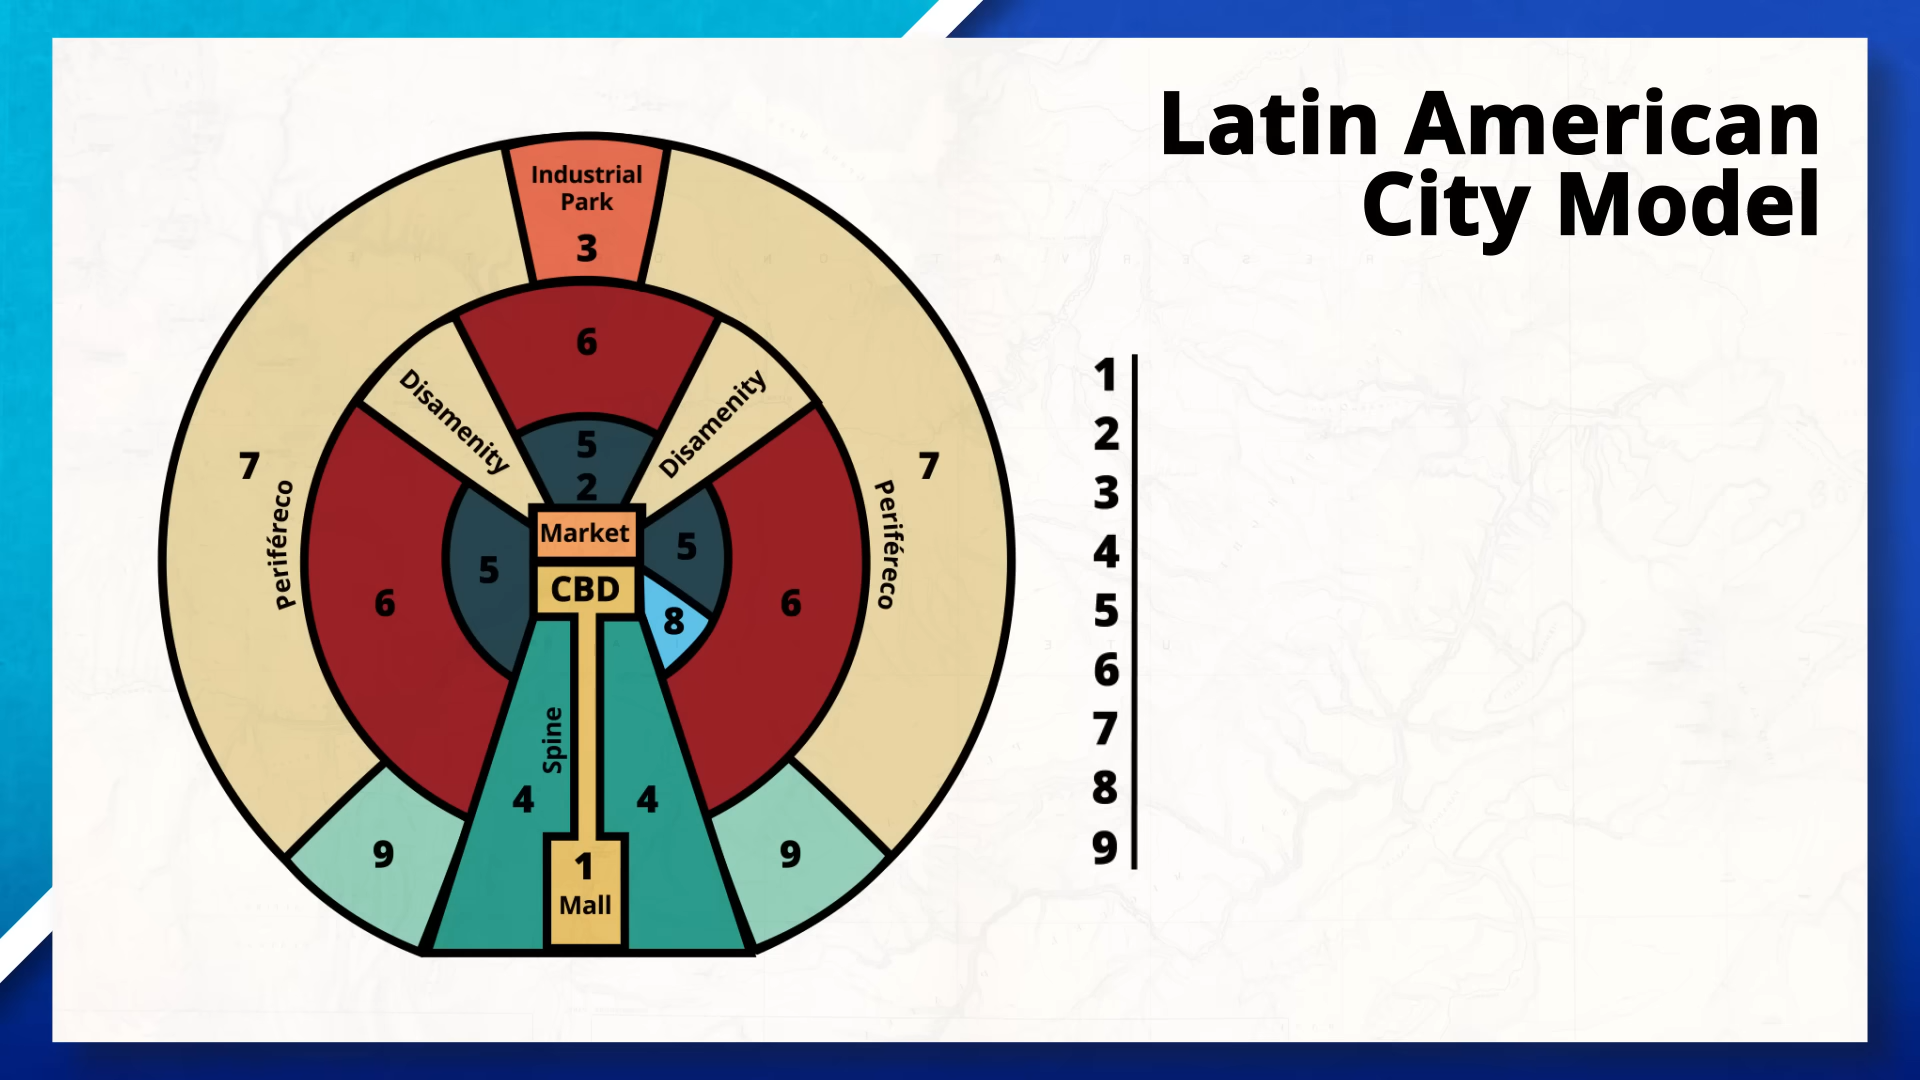 Latin American
City Model
Industrial
Park
3
6
Disamenity
Disamenity
5
2
7
7
Periféreco
Periféreco
Market
5
5
CBD
6
6
8
Spine
4
4
9
9
1
Mall
1
2
3
4
5
6
7
8
9